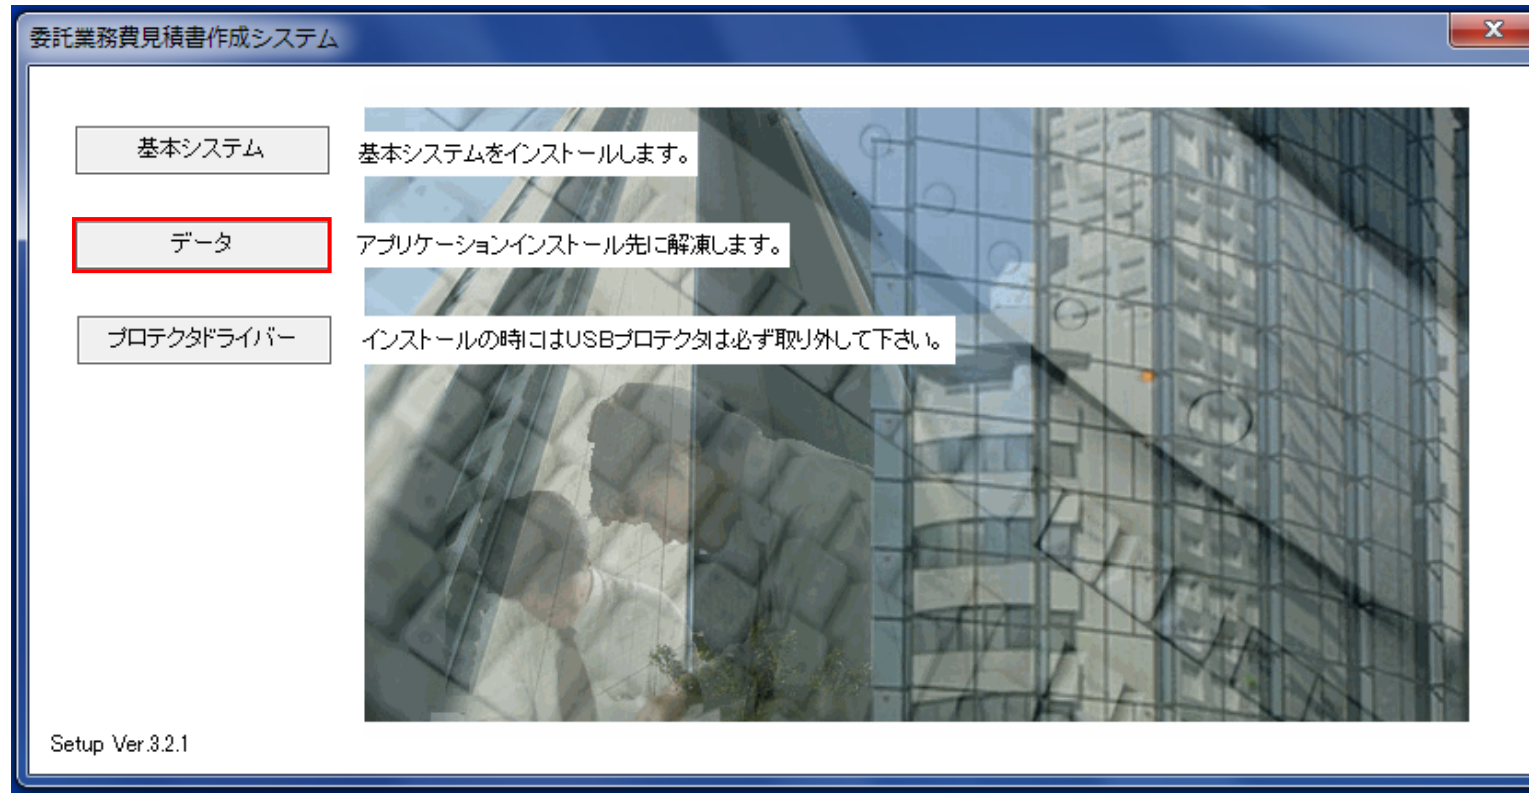 委託業務費見積書作成システム
基本システム
基本システムをインストールします。
データ
アプリケーションインストール先に解凍します。
プロテクタドライバー
インストールの時にはUSBプロテクタは必ず取り外して下さい。
Setup Ver.3.2.1